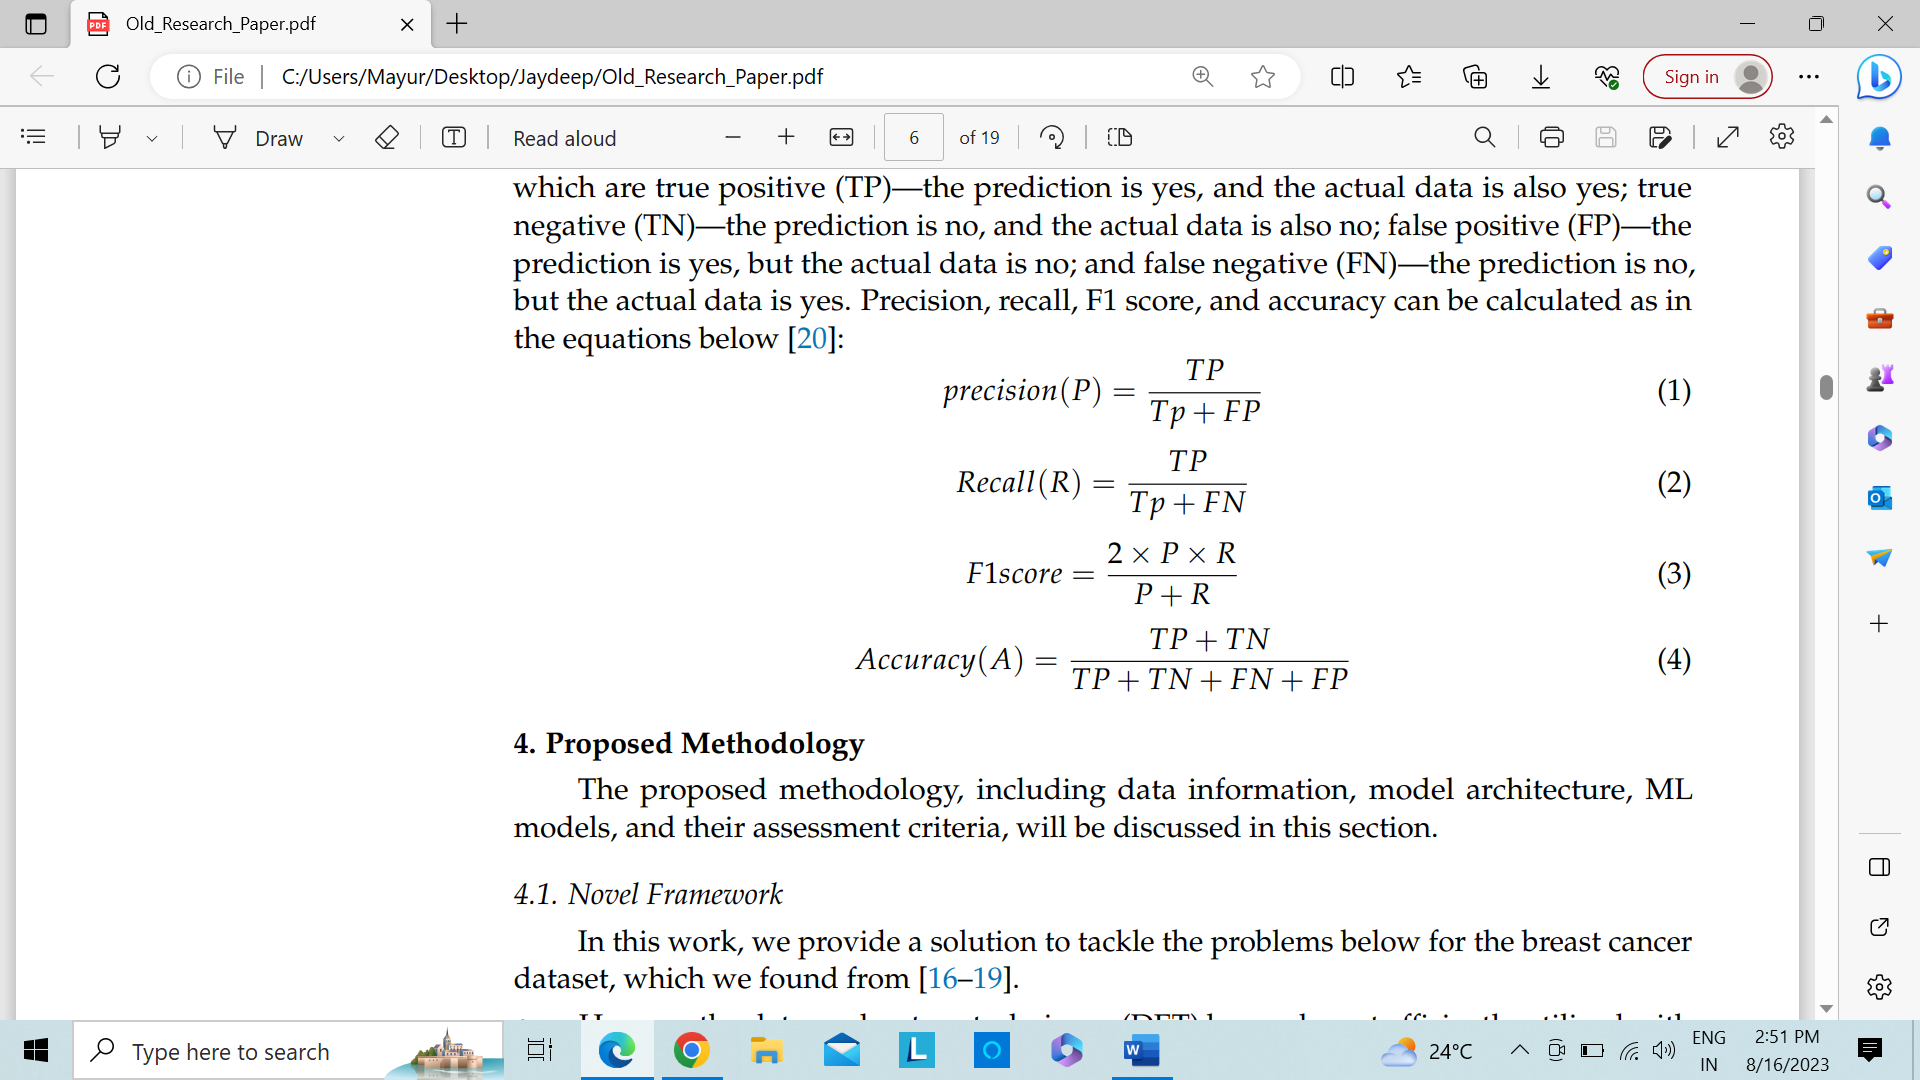 Old_Research_Paper.pdf
File C:/Users/Mayur/Desktop/Jaydeep/Old_Research_Paper.pdf
Sign in
Draw
Read aloud
6 of 19
which are true positive (TP)—the prediction is yes, and the actual data is also yes; true
negative (TN)—the prediction is no, and the actual data is also no; false positive (FP)—the
prediction is yes, but the actual data is no; and false negative (FN)—the prediction is no,
but the actual data is yes. Precision, recall, F1 score, and accuracy can be calculated as in
the equations below [20]:
precision(P) = TP / Tp + FP (1)
Recall(R) = TP / Tp + FN (2)
F1score = 2 × P × R / P + R (3)
Accuracy(A) = TP + TN / TP + TN + FN + FP (4)
4. Proposed Methodology
The proposed methodology, including data information, model architecture, ML
models, and their assessment criteria, will be discussed in this section.
4.1. Novel Framework
In this work, we provide a solution to tackle the problems below for the breast cancer
dataset, which we found from [16–19].
Type here to search
24°C
ENG
IN
2:51 PM
8/16/2023